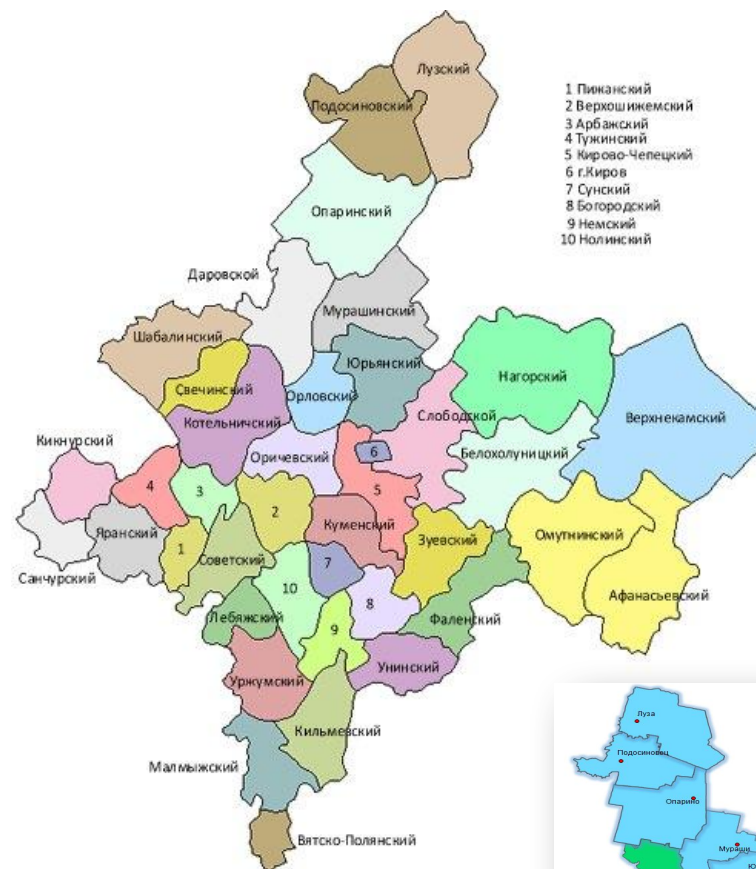 Лузский
Подосиновский
1 Пижанский
2 Верхошижемский
3 Арбажский
4 Тужинский
5 Кирово-Чепецкий
6 г.Киров
7 Сунский
8 Богородский
9 Немский
10 Нолинский
Опаринский
Даровской
Мурашинский
Шабалинский
Юрьянский
Нагорский
Свечинский
Орловский
Слободской
Верхнекамский
Котельничский
Кикнурский
Оричевский
6
Белохолуницкий
4
3
5
2
Куменский
Зуевский
Омутнинский
Яранский
1
Советский
7
Санчурский
10
8
Афанасьевский
Лебяжский
Фаленский
9
Унинский
Уржумский
Кильмезский
Малмыжский
Вятско-Полянский
Луза
Подосиновец
Опарино
Мураши